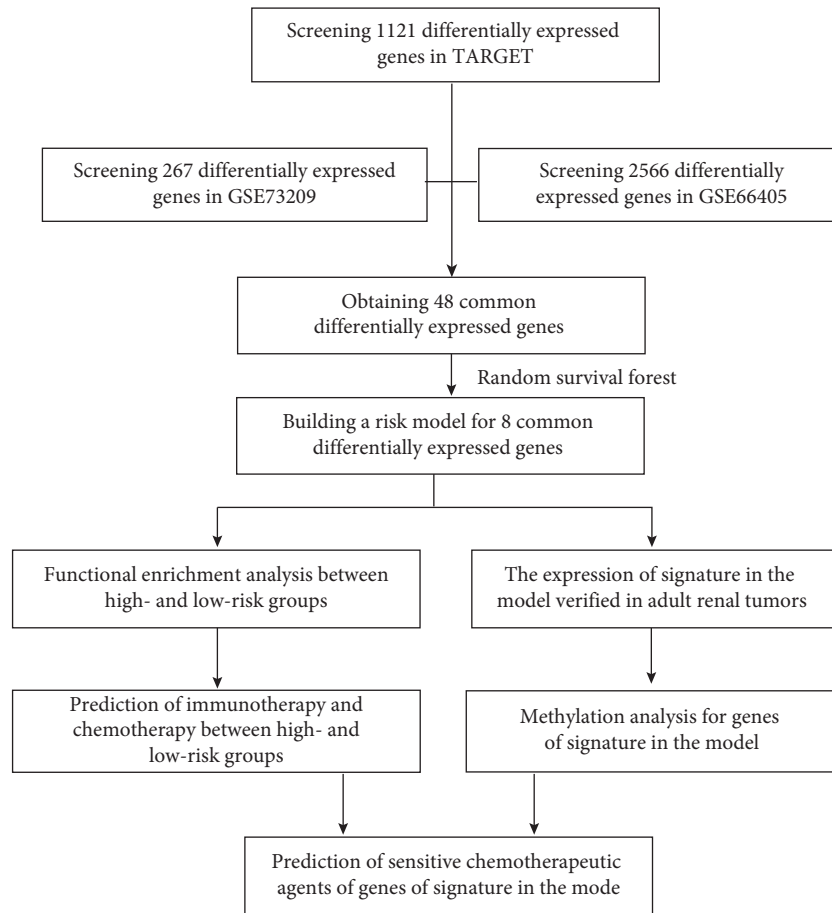 Screening 1121 differentially expressed
genes in TARGET
Screening 267 differentially expressed
genes in GSE73209
Screening 2566 differentially
expressed genes in GSE66405
Obtaining 48 common
differentially expressed genes
Random survival forest
Building a risk model for 8 common
differentially expressed genes
Functional enrichment analysis between
high- and low-risk groups
The expression of signature in the
model verified in adult renal tumors
Prediction of immunotherapy and
chemotherapy between high- and
low-risk groups
Methylation analysis for genes
of signature in the model
Prediction of sensitive chemotherapeutic
agents of genes of signature in the mode